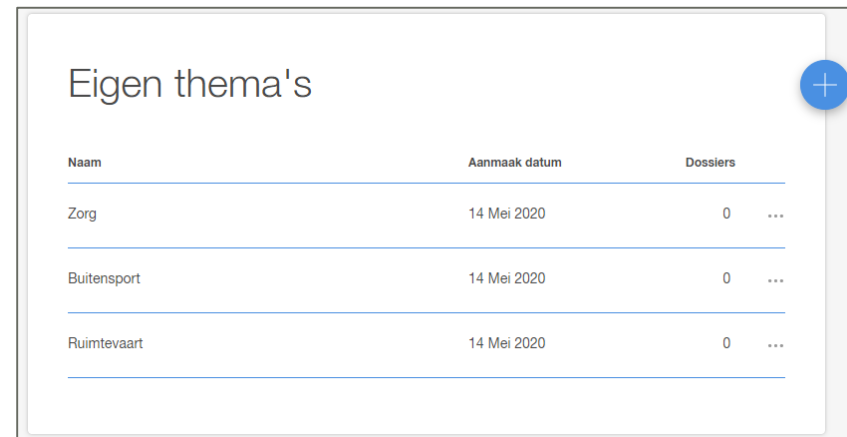 Eigen thema's
Naam Aanmaak datum Dossiers
Zorg 14 Mei 2020 0 ...
Buitensport 14 Mei 2020 0 ...
Ruimtevaart 14 Mei 2020 0 ...